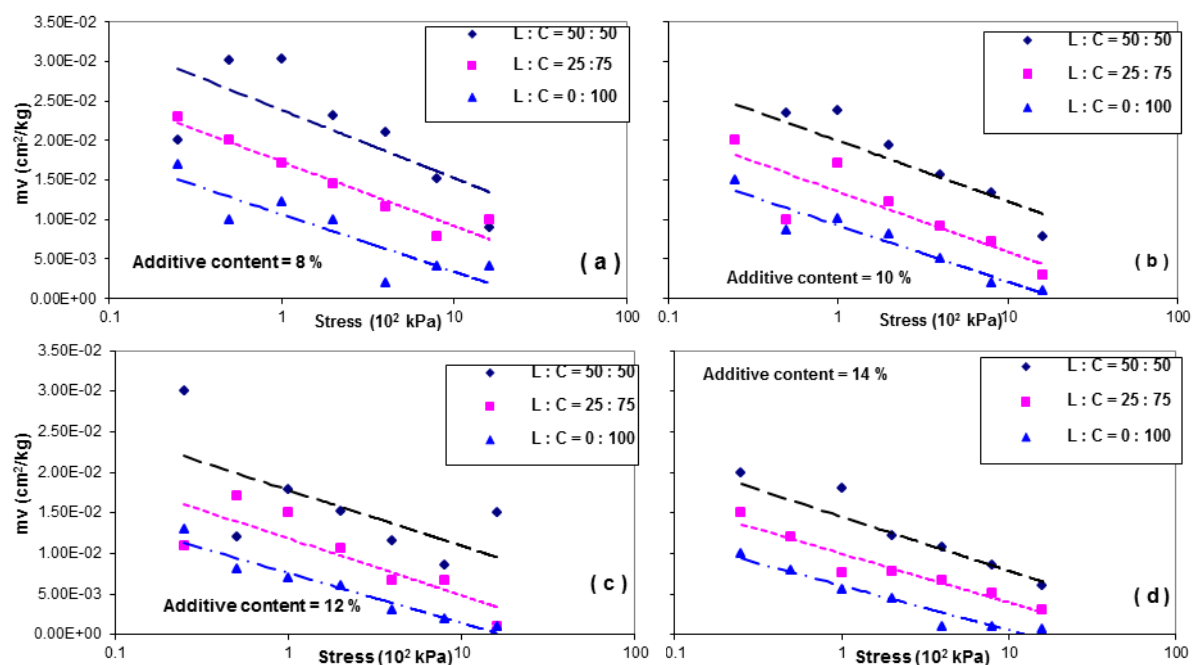 3.50E-02
3.00E-02
2.50E-02
2.00E-02
1.50E-02
1.00E-02
5.00E-03
0.00E+00
mv (cm²/kg)
L : C = 50 : 50
L : C = 25 : 75
L : C = 0 : 100
Additive content = 8 %
( a )
0.1
1
10
100
Stress (10² kPa)
L : C = 50 : 50
L : C = 25 : 75
L : C = 0 : 100
Additive content = 10 %
( b )
0.1
1
10
100
Stress (10² kPa)
3.50E-02
3.00E-02
2.50E-02
2.00E-02
1.50E-02
1.00E-02
5.00E-03
0.00E+00
mv (cm²/kg)
L : C = 50 : 50
L : C = 25 : 75
L : C = 0 : 100
Additive content = 12 %
( c )
0.1
1
10
100
Stress (10² kPa)
Additive content = 14 %
L : C = 50 : 50
L : C = 25 : 75
L : C = 0 : 100
( d )
0.1
1
10
100
Stress (10² kPa)